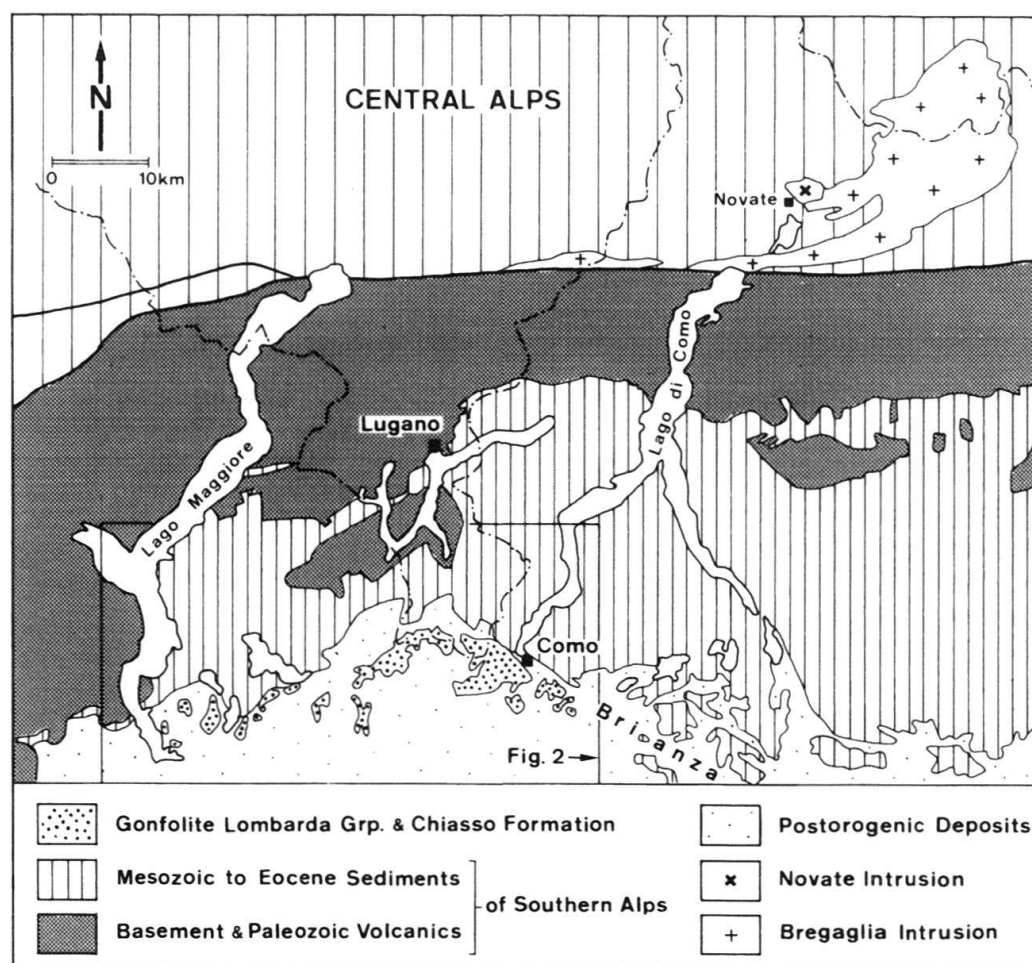 CENTRAL ALPS
N
0 10km
Novate
Lago di Como
Lugano
Lago Maggiore
Como
Brianza
Fig. 2
Gonfolite Lombarda Grp. & Chiasso Formation
Mesozoic to Eocene Sediments
of Southern Alps
Basement & Paleozoic Volcanics
Postorogenic Deposits
Novate Intrusion
Bregaglia Intrusion